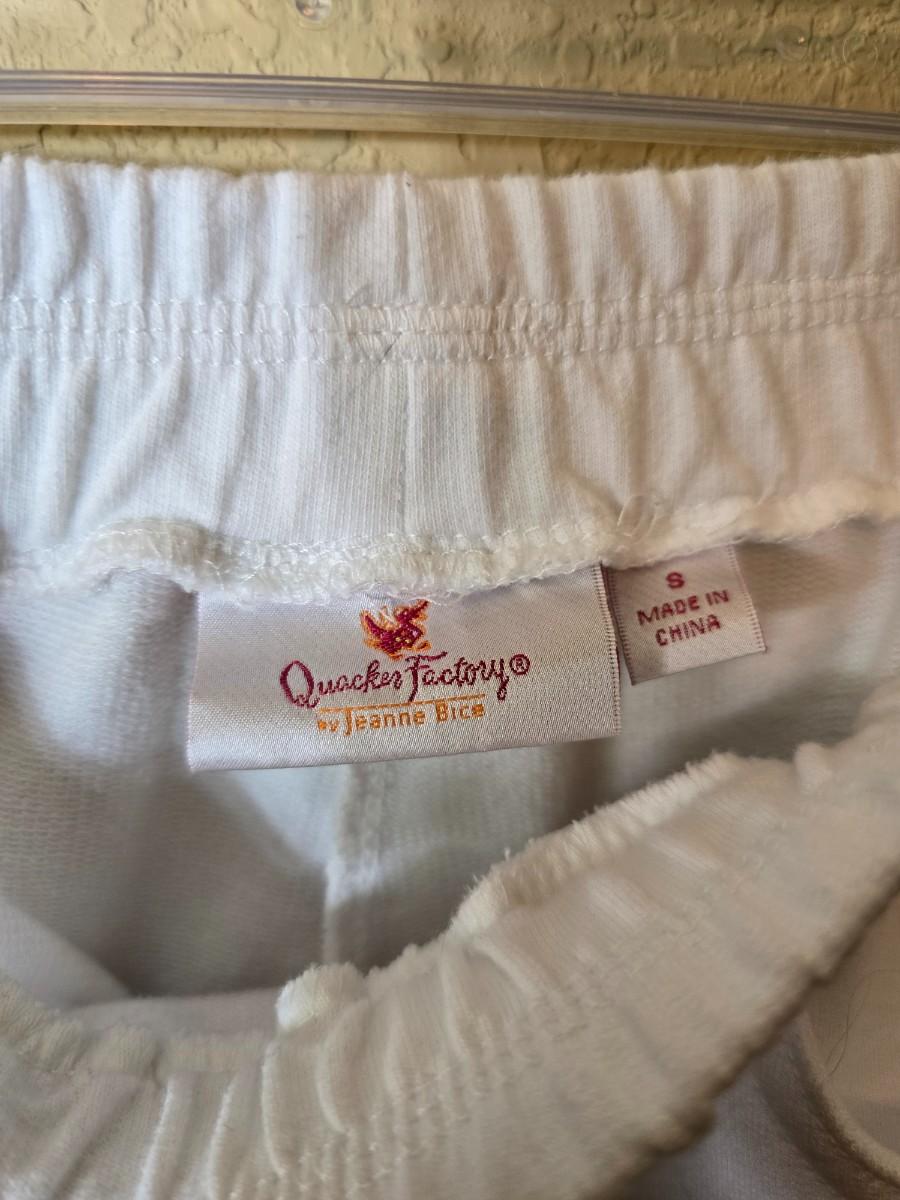 Quacker Factory®
by Jeanne Bice
S
MADE IN
CHINA